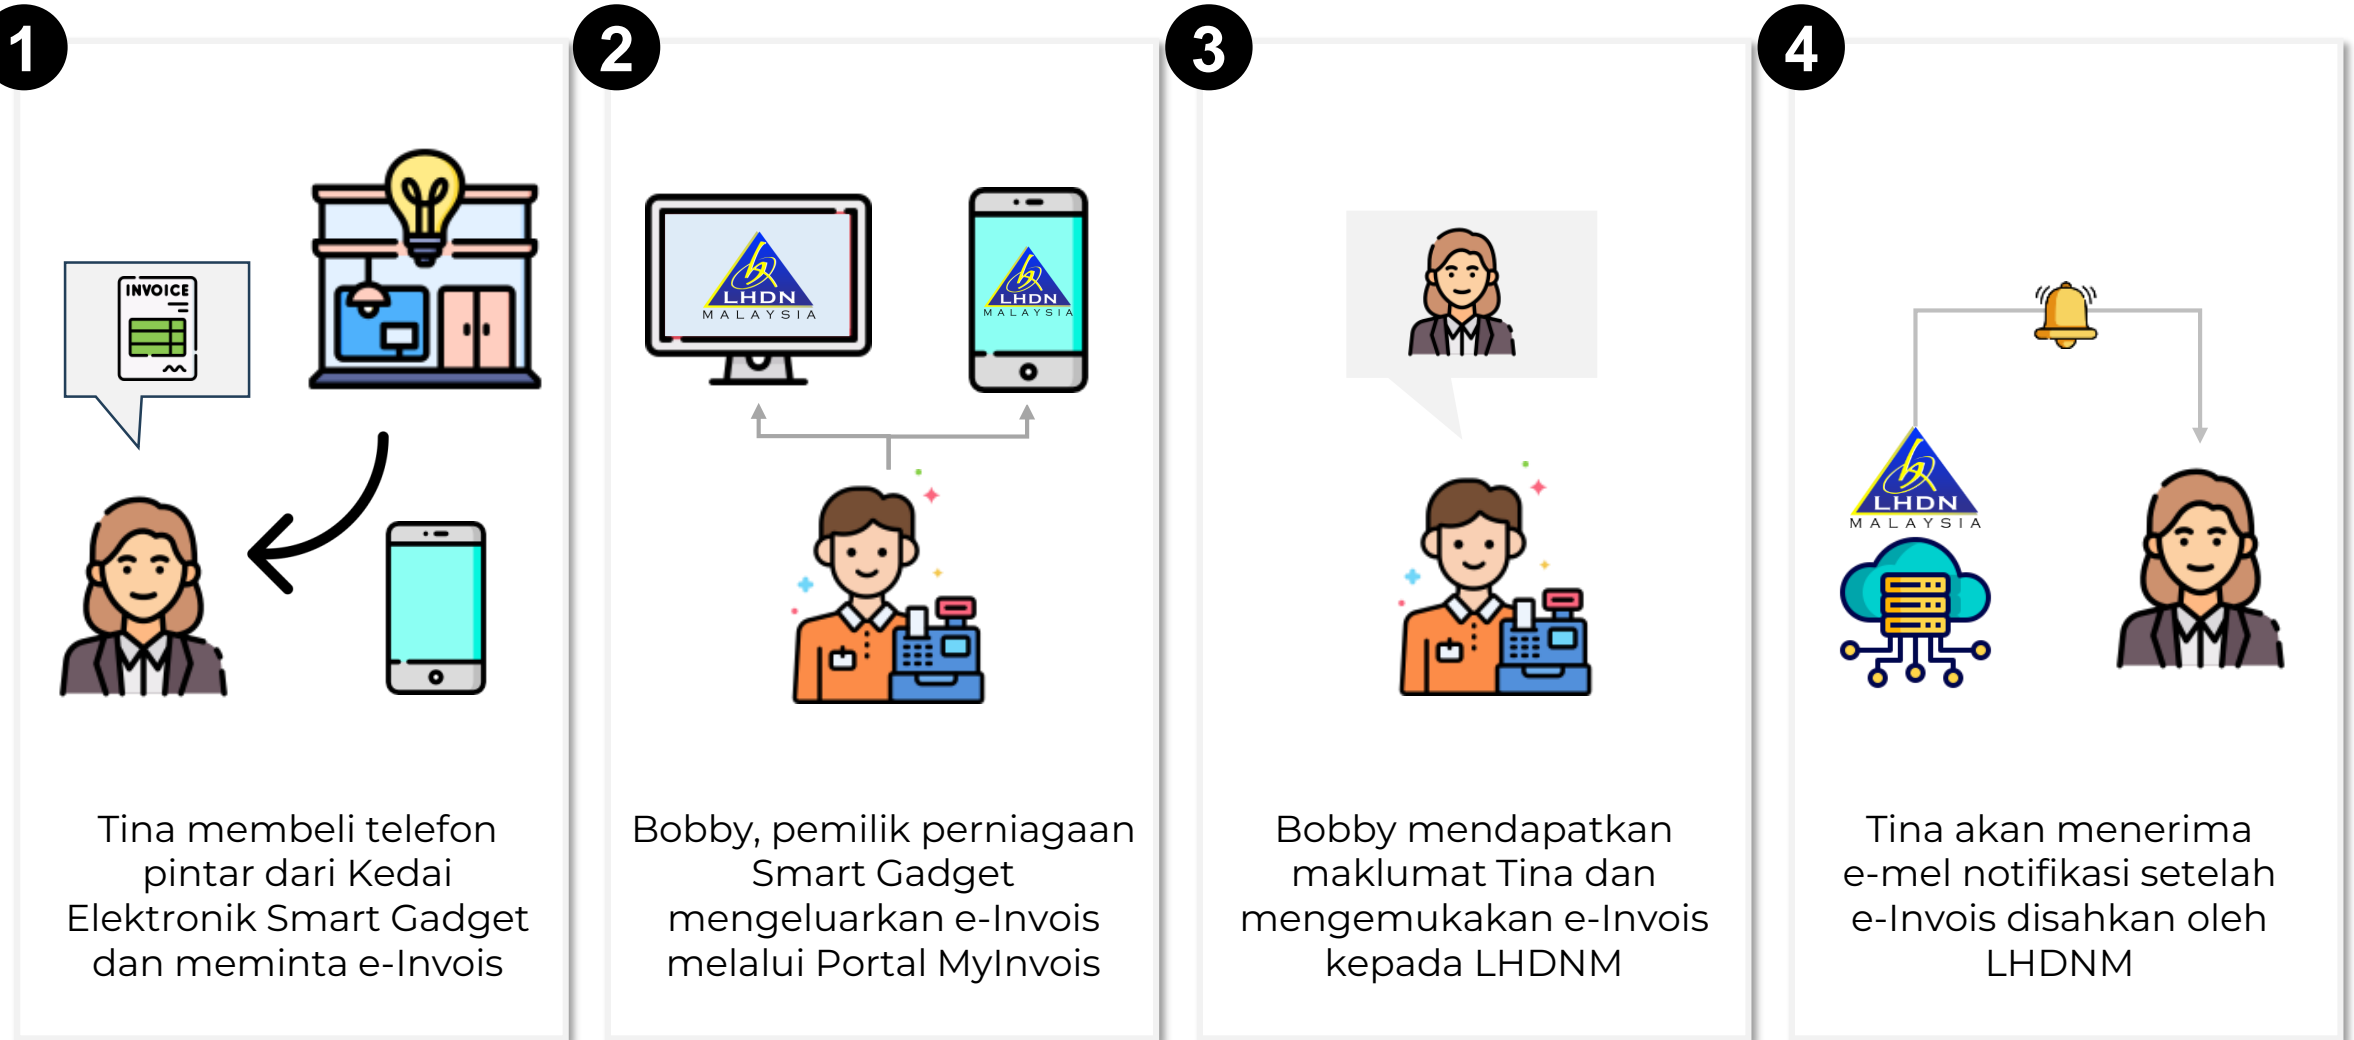 1
INVOICE
Tina membeli telefon
pintar dari Kedai
Elektronik Smart Gadget
dan meminta e-Invois
2
LHDN
MALAYSIA
LHDN
MALAYSIA
Bobby, pemilik perniagaan
Smart Gadget
mengeluarkan e-Invois
melalui Portal MyInvois
3
Bobby mendapatkan
maklumat Tina dan
mengemukakan e-Invois
kepada LHDNM
4
LHDN
MALAYSIA
Tina akan menerima
e-mel notifikasi setelah
e-Invois disahkan oleh
LHDNM